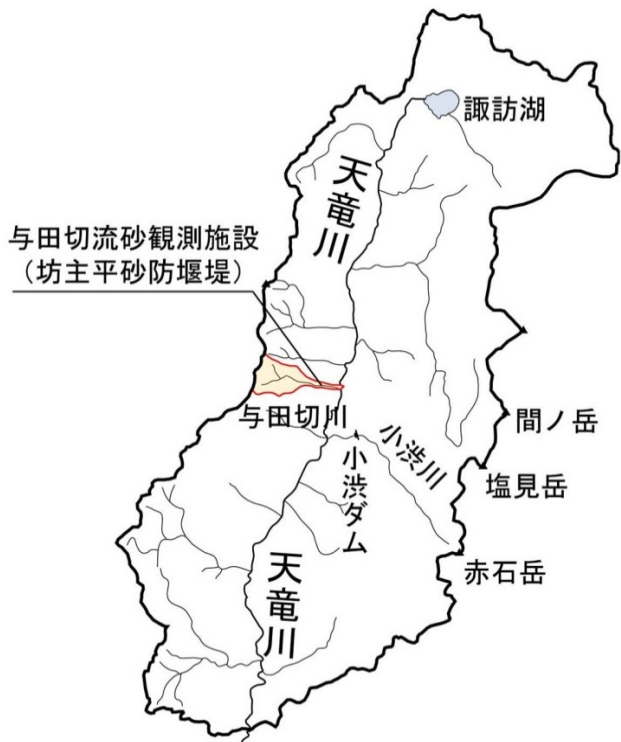 諏訪湖
天竜川
与田切流砂観測施設
（坊主平砂防堰堤）
与田切川
小渋川
間ノ岳
小渋ダム
塩見岳
天竜川
赤石岳